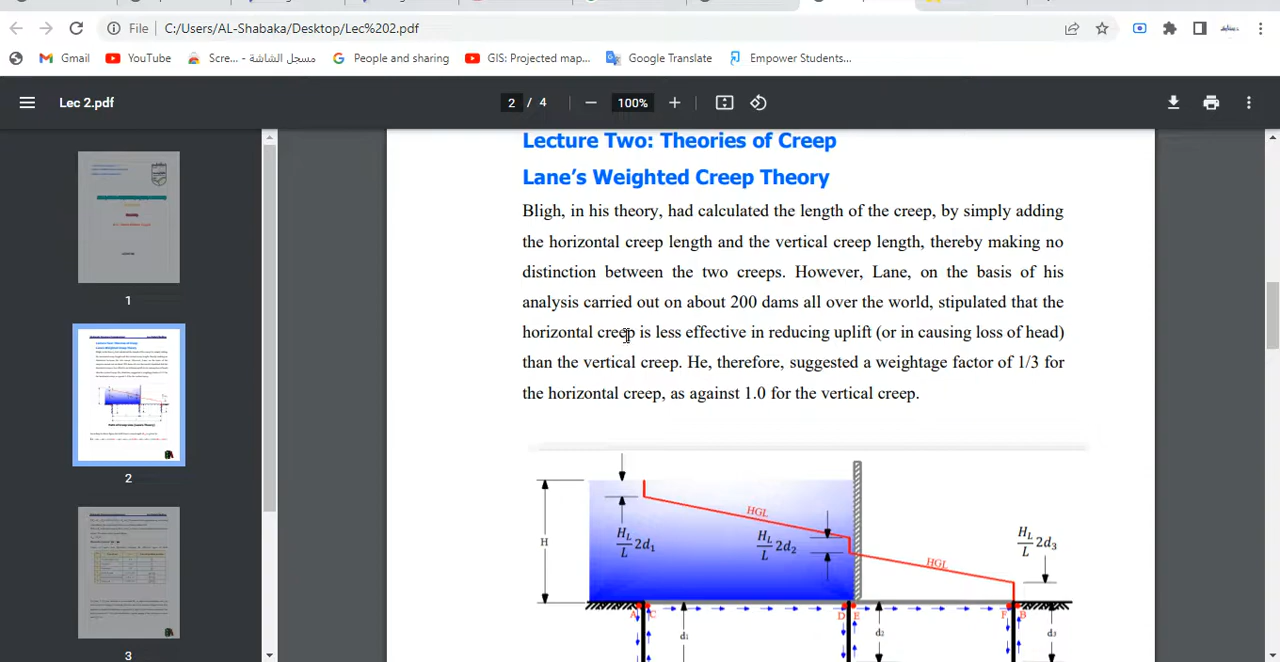 File C:/Users/AL-Shabaka/Desktop/Lec%202.pdf
Gmail YouTube Scre... - مسجل الشاشة People and sharing GIS: Projected map... Google Translate Empower Students...
Lec 2.pdf 2 / 4 100%
Lecture Two: Theories of Creep
Lane's Weighted Creep Theory
Bligh, in his theory, had calculated the length of the creep, by simply adding
the horizontal creep length and the vertical creep length, thereby making no
distinction between the two creeps. However, Lane, on the basis of his
analysis carried out on about 200 dams all over the world, stipulated that the
horizontal creep is less effective in reducing uplift (or in causing loss of head)
than the vertical creep. He, therefore, suggested a weightage factor of 1/3 for
the horizontal creep, as against 1.0 for the vertical creep.
1
2
3
HGL
H
H_L/L 2d₁
H_L/L 2d₂
HGL
H_L/L 2d₃
A C D E F B
d₁ d₂ d₃